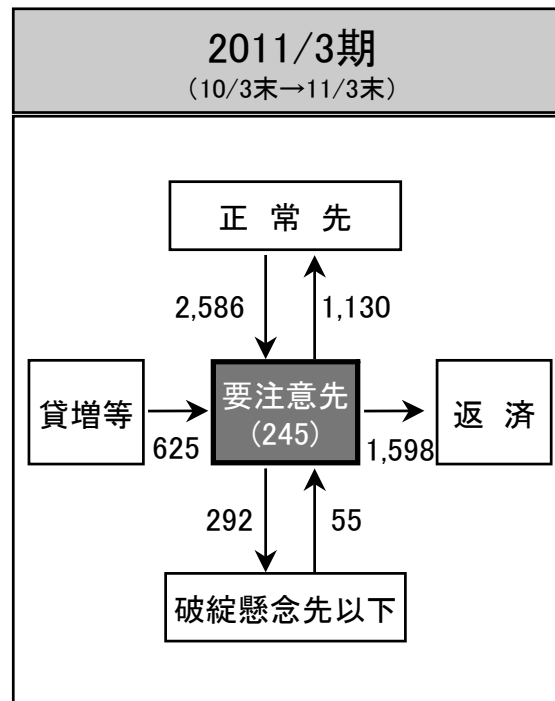 2011/3期
（10/3末→11/3末）
正 常 先
2,586
1,130
貸増等
625
要注意先
（245）
返 済
1,598
292
55
破綻懸念先以下